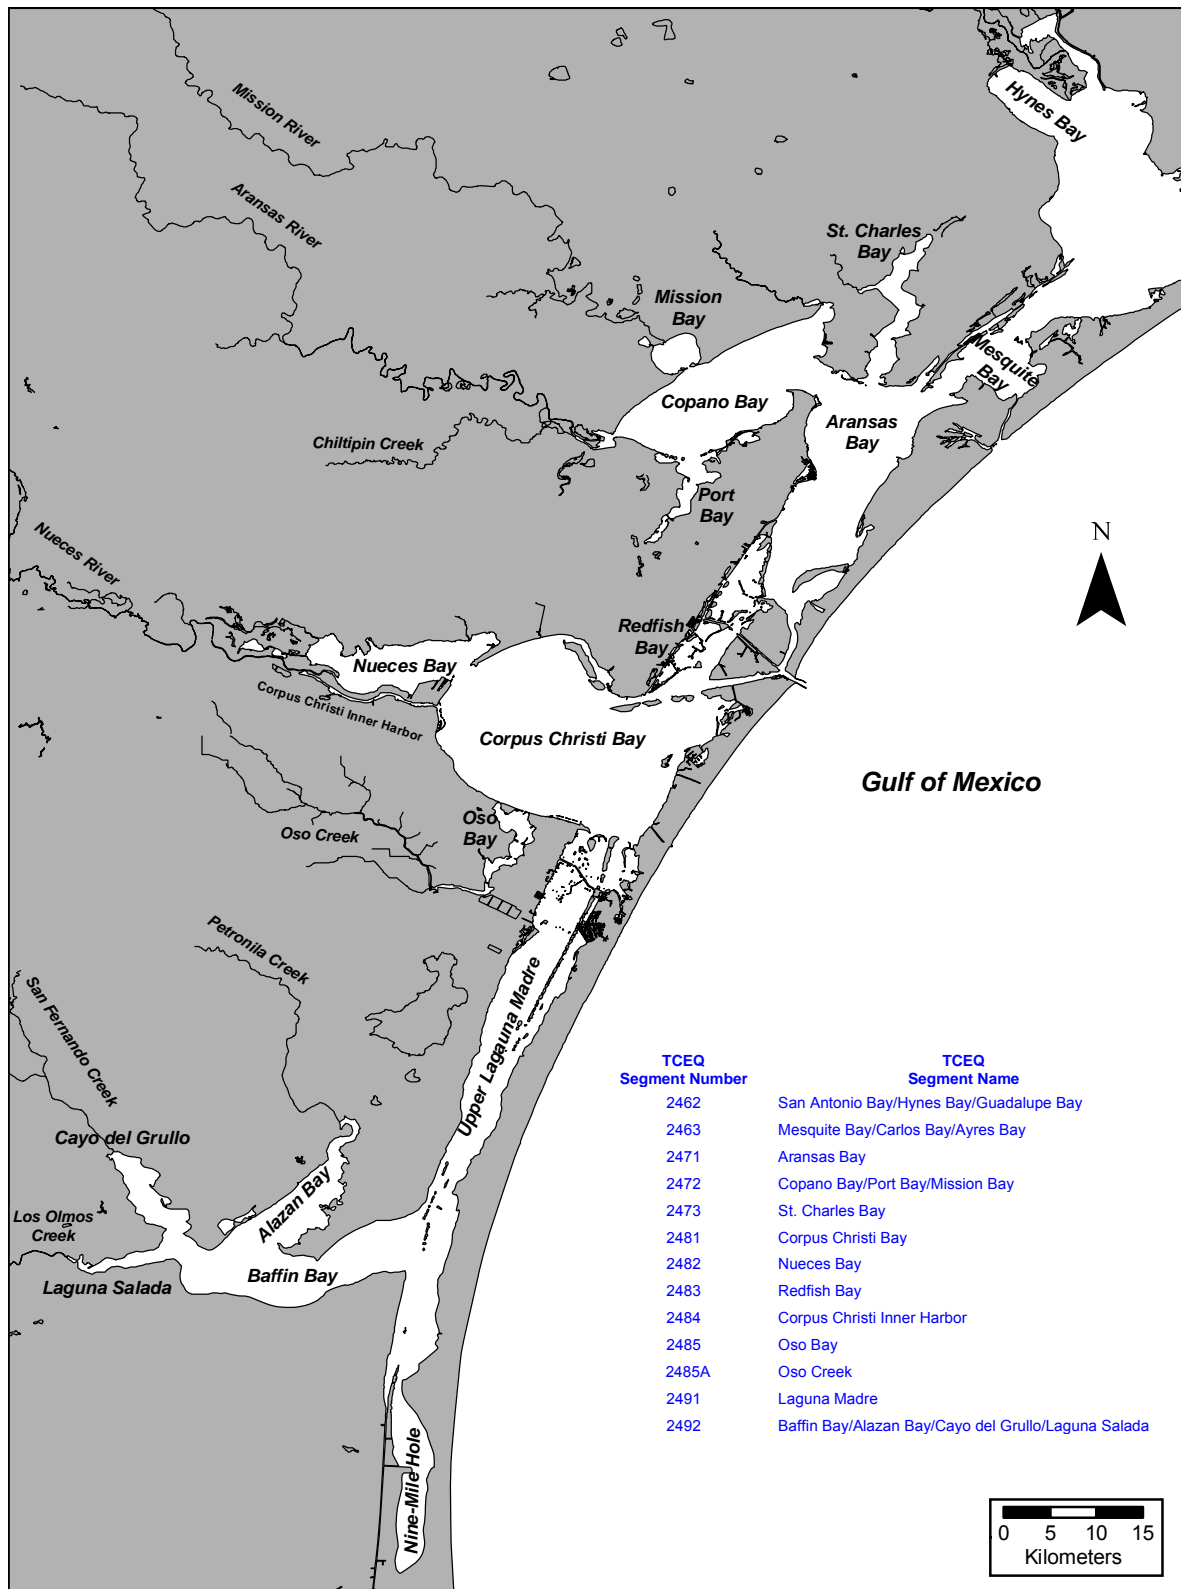 Hynes Bay
Mission River
Aransas River
St. Charles
Bay
Mission
Bay
Mesquite
Bay
Copano Bay
Aransas
Bay
Chiltipin Creek
Port
Bay
N
Nueces River
Redfish
Bay
Nueces Bay
Corpus Christi Inner Harbor
Corpus Christi Bay
Gulf of Mexico
Oso
Bay
Oso Creek
Petronila Creek
San Fernando Creek
Upper Lagauna Madre
Cayo del Grullo
Alazan Bay
Los Olmos
Creek
Laguna Salada
Baffin Bay
Nine-Mile Hole
TCEQ TCEQ
Segment Number Segment Name
2462 San Antonio Bay/Hynes Bay/Guadalupe Bay
2463 Mesquite Bay/Carlos Bay/Ayres Bay
2471 Aransas Bay
2472 Copano Bay/Port Bay/Mission Bay
2473 St. Charles Bay
2481 Corpus Christi Bay
2482 Nueces Bay
2483 Redfish Bay
2484 Corpus Christi Inner Harbor
2485 Oso Bay
2485A Oso Creek
2491 Laguna Madre
2492 Baffin Bay/Alazan Bay/Cayo del Grullo/Laguna Salada
0 5 10 15
Kilometers